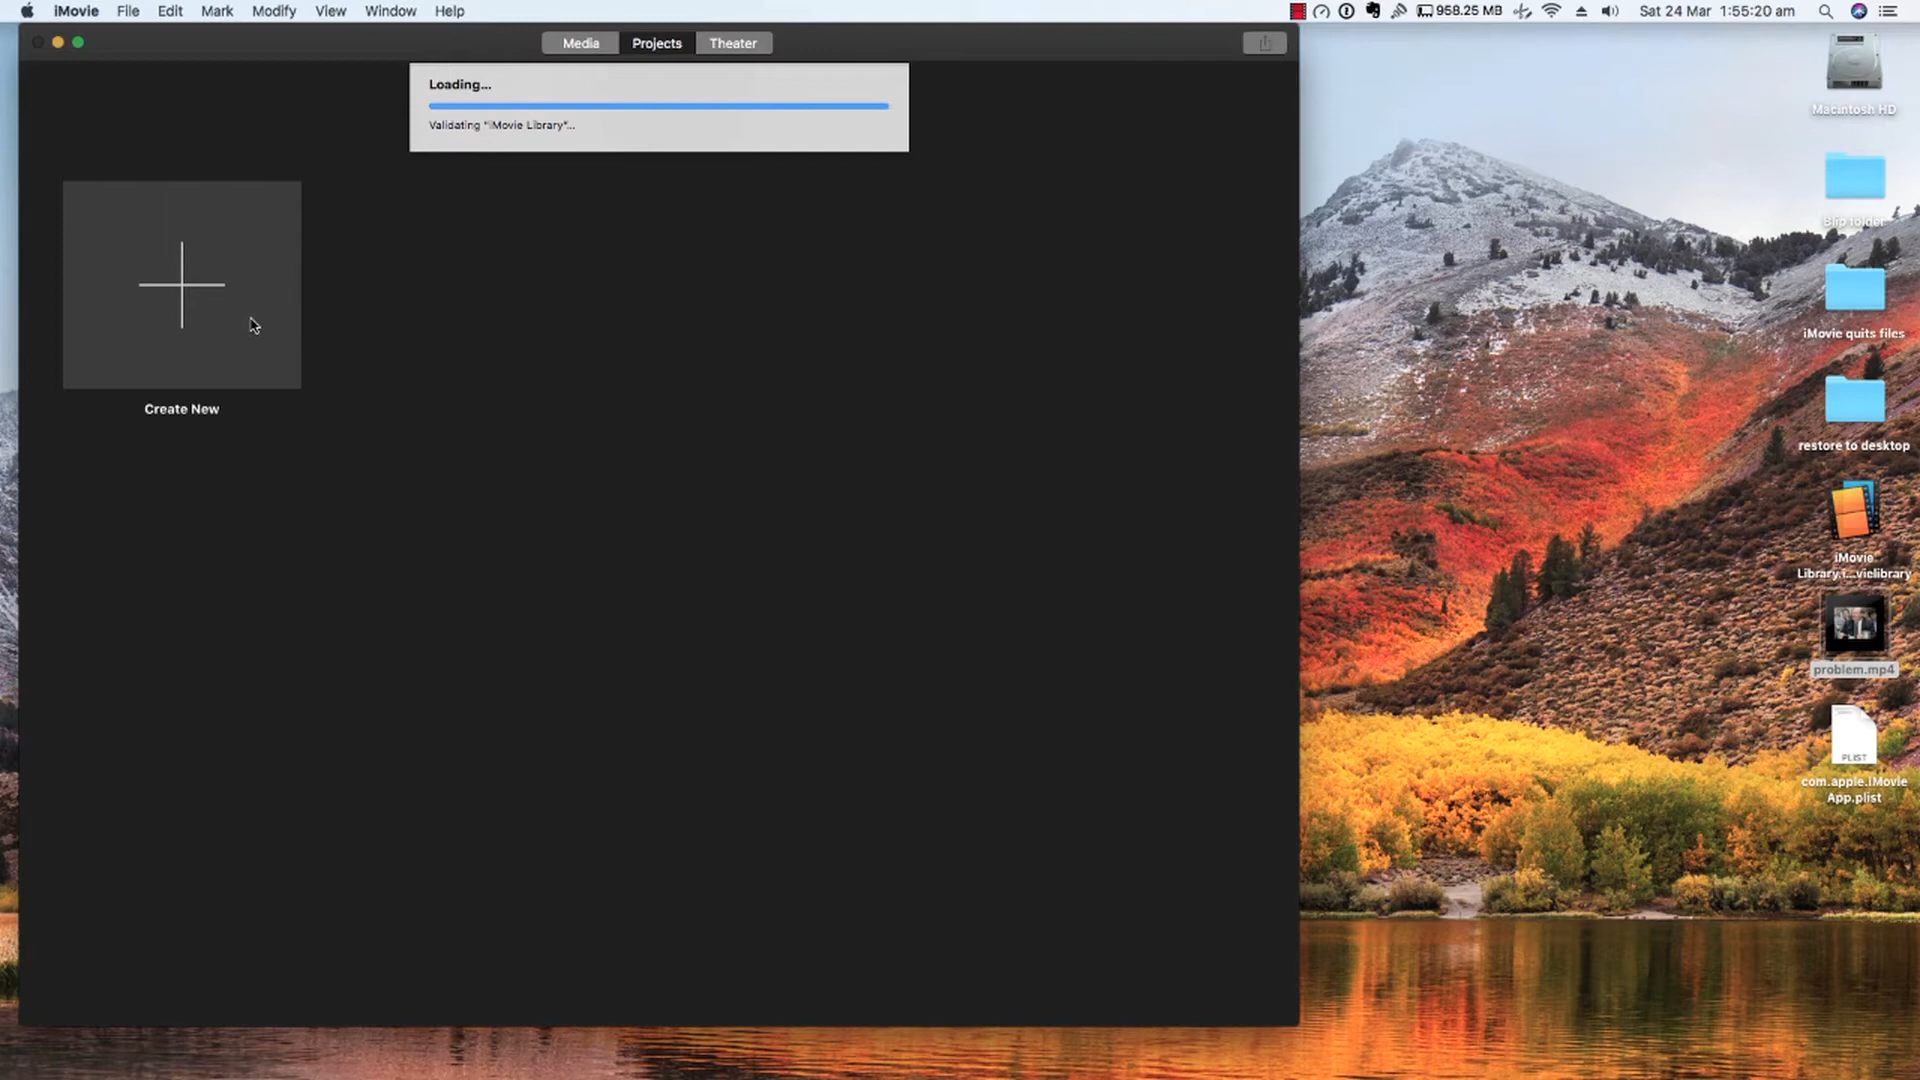 iMovie File Edit Mark Modify View Window Help
958.25 MB Sat 24 Mar 1:55:20 am
Media Projects Theater
Loading...
Validating "iMovie Library"...
Create New
Macintosh HD
Blip folder
iMovie quits files
restore to desktop
iMovie
Library.i...vielibrary
problem.mp4
PLIST
com.apple.iMovie
App.plist